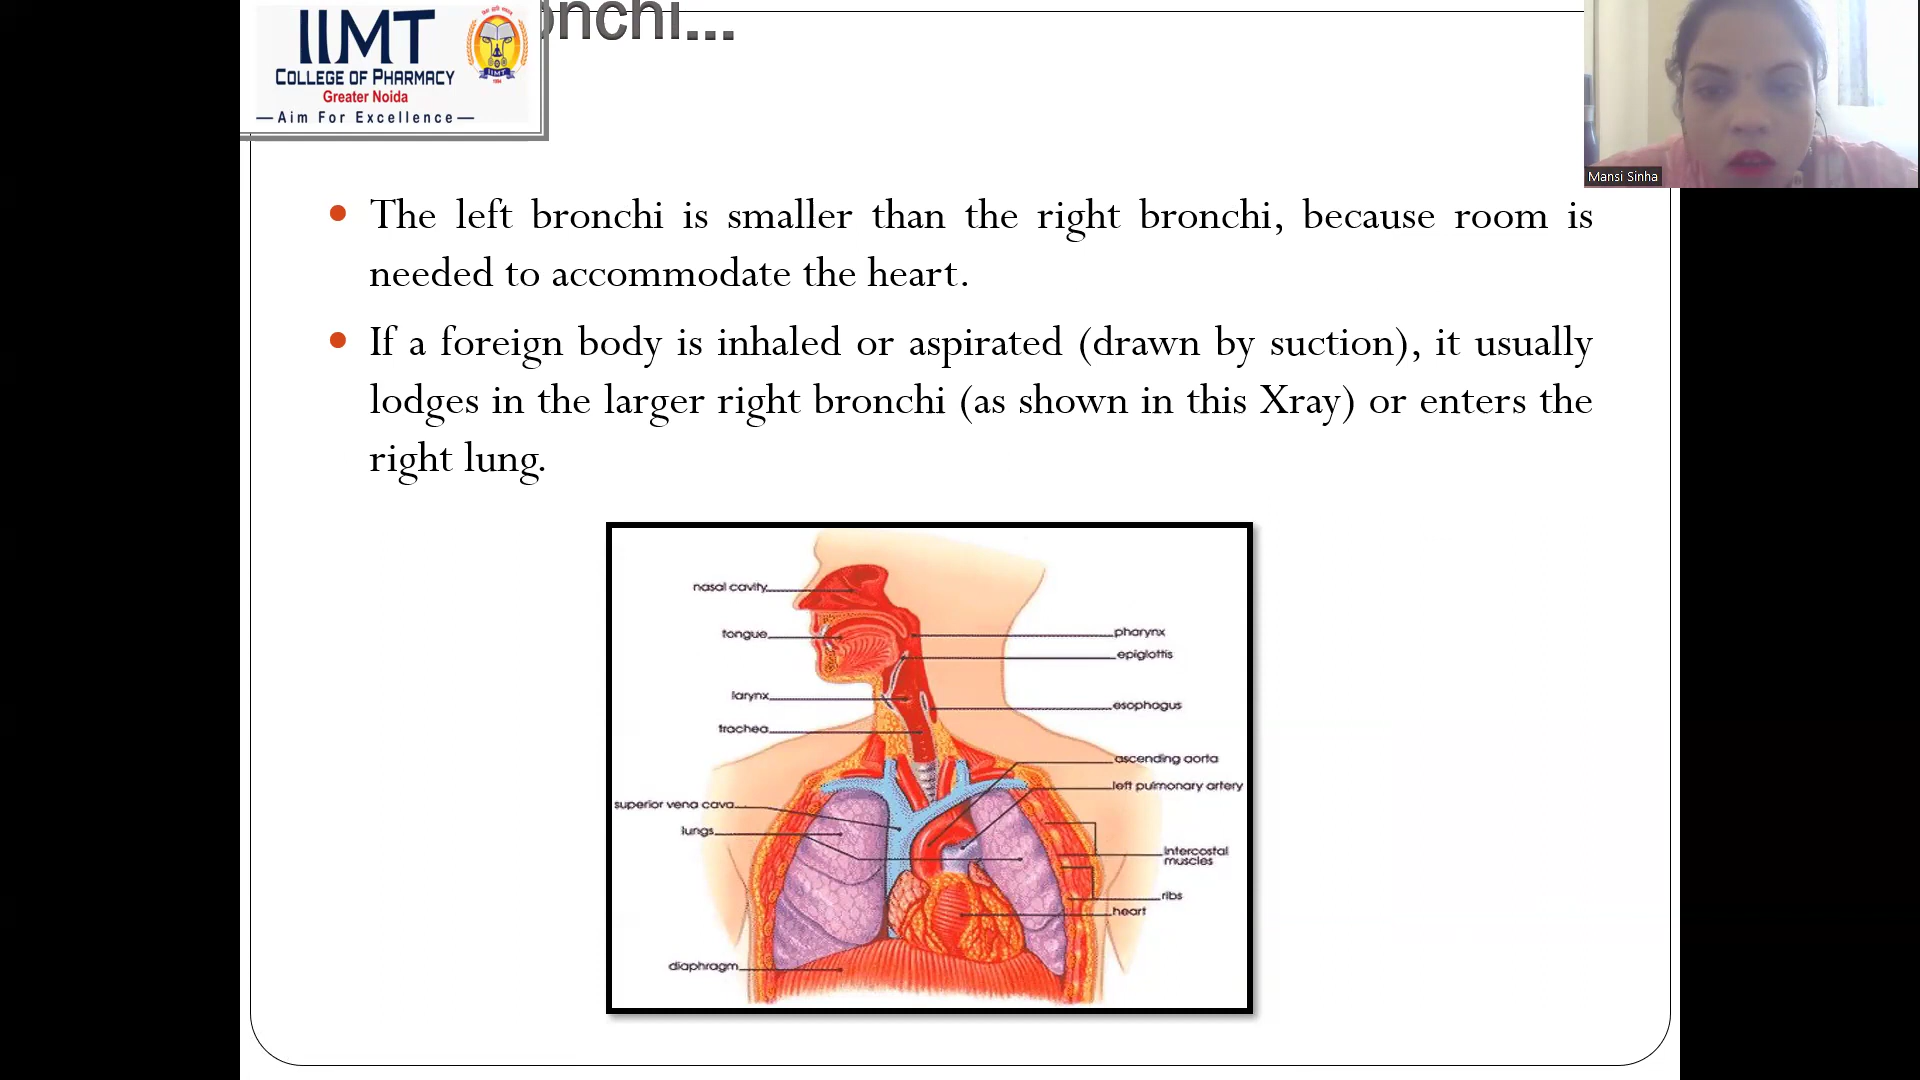 onchi...
IIMT
COLLEGE OF PHARMACY
Greater Noida
—Aim For Excellence—
IIMT
Mansi Sinha
• The left bronchi is smaller than the right bronchi, because room is
needed to accommodate the heart.
• If a foreign body is inhaled or aspirated (drawn by suction), it usually
lodges in the larger right bronchi (as shown in this Xray) or enters the
right lung.
nasal cavity
tongue
larynx
trachea
superior vena cava
lungs
diaphragm
pharynx
epiglottis
esophagus
ascending aorta
left pulmonary artery
intercostal
muscles
ribs
heart